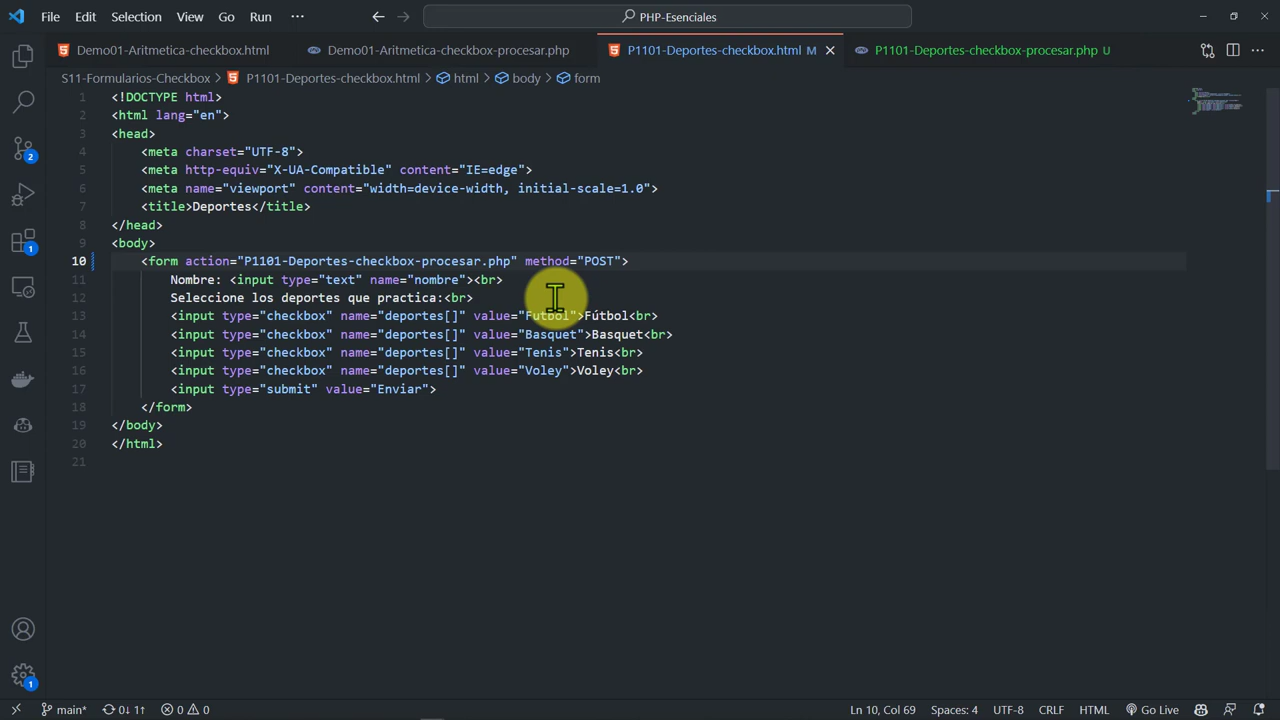 File Edit Selection View Go Run ··· PHP-Esenciales
Demo01-Aritmetica-checkbox.html Demo01-Aritmetica-checkbox-procesar.php P1101-Deportes-checkbox.html M P1101-Deportes-checkbox-procesar.php U
S11-Formularios-Checkbox > P1101-Deportes-checkbox.html > html > body > form
1 <!DOCTYPE html>
2 <html lang="en">
3 <head>
4 <meta charset="UTF-8">
5 <meta http-equiv="X-UA-Compatible" content="IE=edge">
6 <meta name="viewport" content="width=device-width, initial-scale=1.0">
7 <title>Deportes</title>
8 </head>
9 <body>
10 <form action="P1101-Deportes-checkbox-procesar.php" method="POST">
11 Nombre: <input type="text" name="nombre"><br>
12 Seleccione los deportes que practica:<br>
13 <input type="checkbox" name="deportes[]" value="Futbol">Fútbol<br>
14 <input type="checkbox" name="deportes[]" value="Basquet">Basquet<br>
15 <input type="checkbox" name="deportes[]" value="Tenis">Tenis<br>
16 <input type="checkbox" name="deportes[]" value="Voley">Voley<br>
17 <input type="submit" value="Enviar">
18 </form>
19 </body>
20 </html>
21
2
1
1
main* 0↓ 1↑ 0 0 Ln 10, Col 69 Spaces: 4 UTF-8 CRLF HTML Go Live